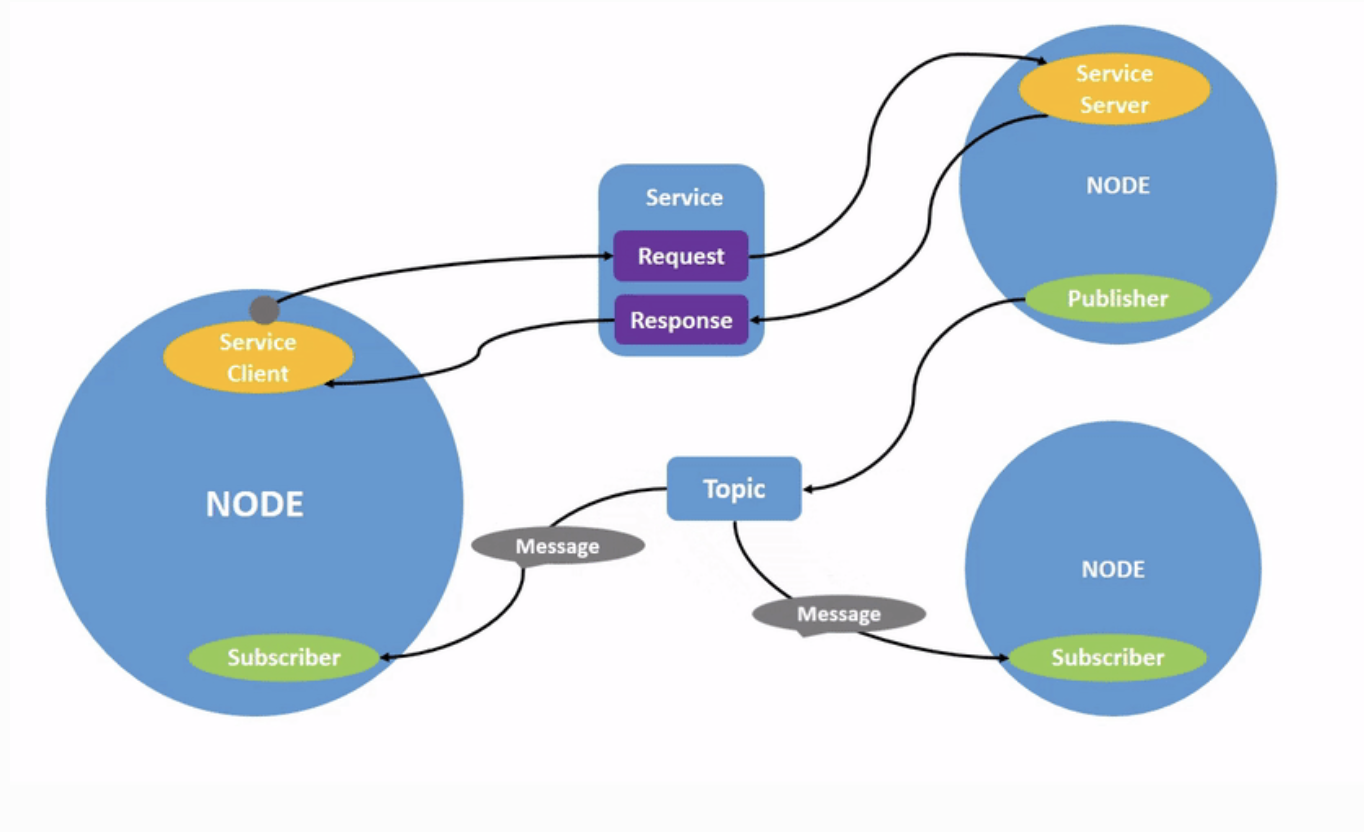 Service
Server
NODE
Service
Request
Response
Publisher
Service
Client
NODE
Topic
Message
Message
NODE
Subscriber
Subscriber